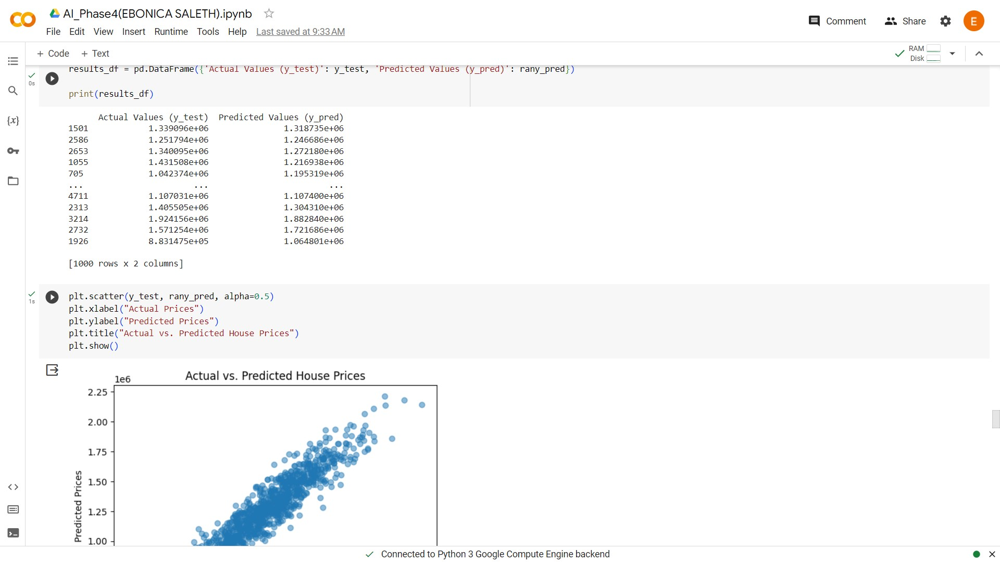 AI_Phase4(EBONICA SALETH).ipynb
Comment
Share
E
File Edit View Insert Runtime Tools Help Last saved at 9:33 AM
+ Code + Text
RAM
Disk
results_df = pd.DataFrame({'Actual Values (y_test)': y_test, 'Predicted Values (y_pred)': rany_pred})
0s
print(results_df)
{x}
Actual Values (y_test) Predicted Values (y_pred)
1501 1.339096e+06 1.318735e+06
2586 1.251794e+06 1.246686e+06
2653 1.340095e+06 1.272180e+06
1055 1.431508e+06 1.216938e+06
705 1.042374e+06 1.195319e+06
... ... ...
4711 1.107031e+06 1.107400e+06
2313 1.405505e+06 1.304310e+06
3214 1.924156e+06 1.882840e+06
2732 1.571254e+06 1.721686e+06
1926 8.831475e+05 1.064801e+06
[1000 rows x 2 columns]
1s
plt.scatter(y_test, rany_pred, alpha=0.5)
plt.xlabel("Actual Prices")
plt.ylabel("Predicted Prices")
plt.title("Actual vs. Predicted House Prices")
plt.show()
Actual vs. Predicted House Prices
1e6
2.25
2.00
1.75
1.50
1.25
1.00
Predicted Prices
Connected to Python 3 Google Compute Engine backend